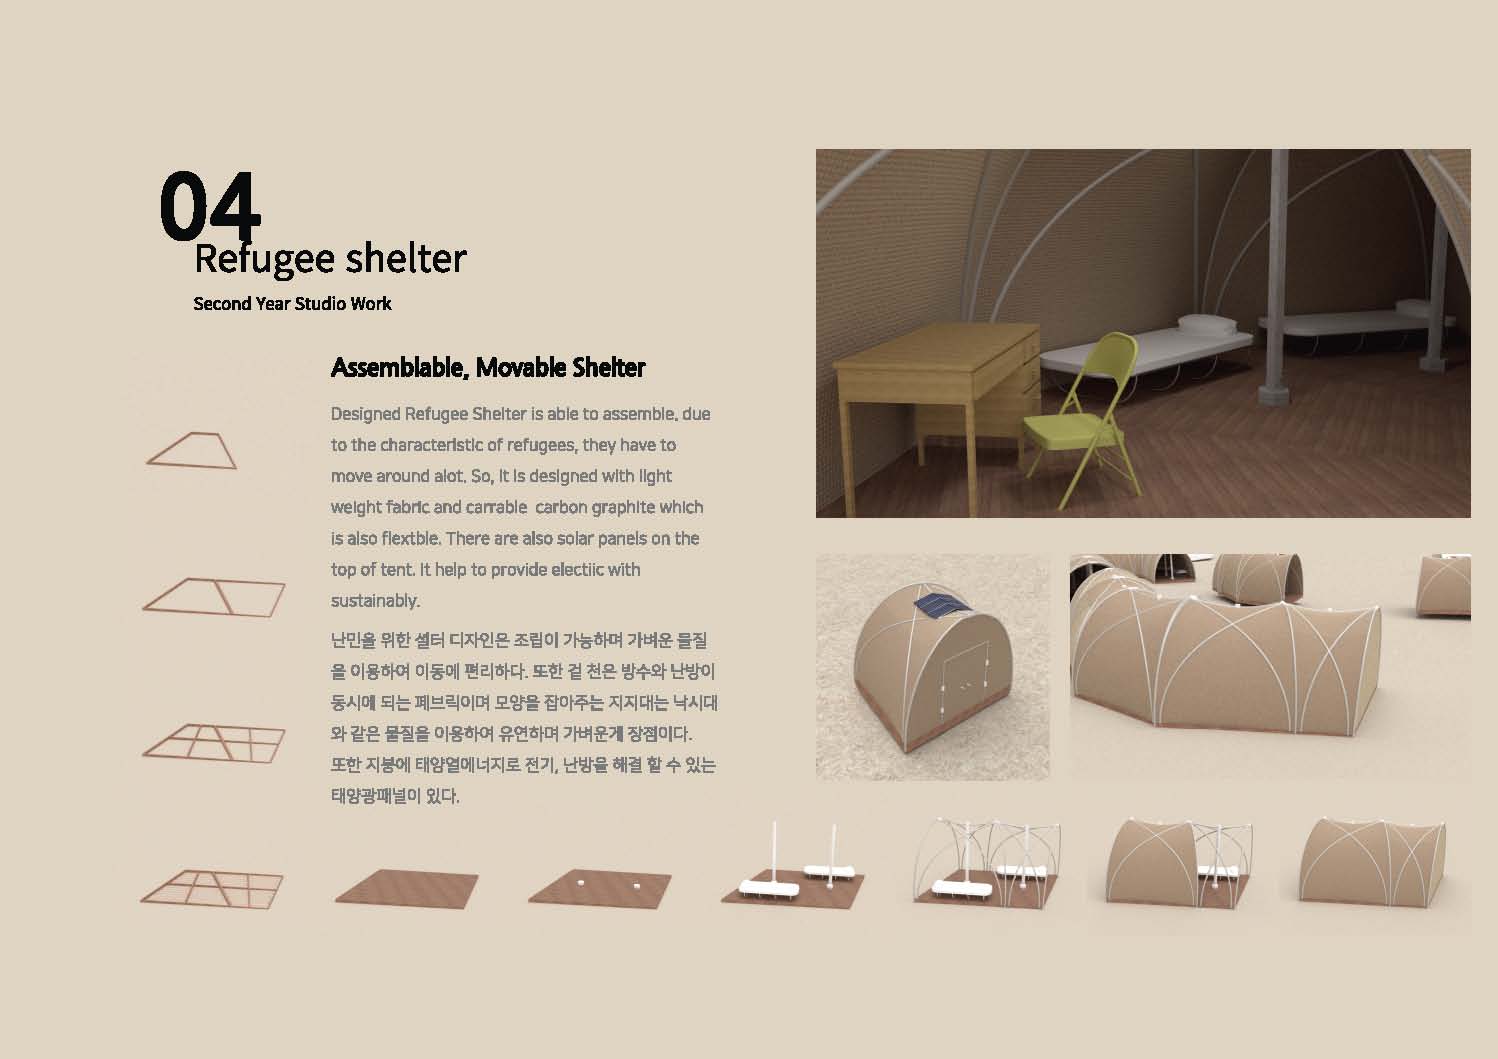 04
Refugee shelter
Second Year Studio Work
Assemblable, Movable Shelter
Designed Refugee Shelter is able to assemble. due
to the characteristic of refugees, they have to
move around alot. So, it is designed with light
weight fabric and carrable carbon graphite which
is also flextble. There are also solar panels on the
top of tent. It help to provide electiic with
sustainably.
난민을 위한 쉘터 디자인은 조립이 가능하며 가벼운 물질
을 이용하여 이동에 편리하다. 또한 겉 천은 방수와 난방이
동시에 되는 페브릭이며 모양을 잡아주는 지지대는 낚시대
와 같은 물질을 이용하여 유연하며 가벼운게 장점이다.
또한 지붕에 태양열에너지로 전기, 난방을 해결 할 수 있는
태양광패널이 있다.